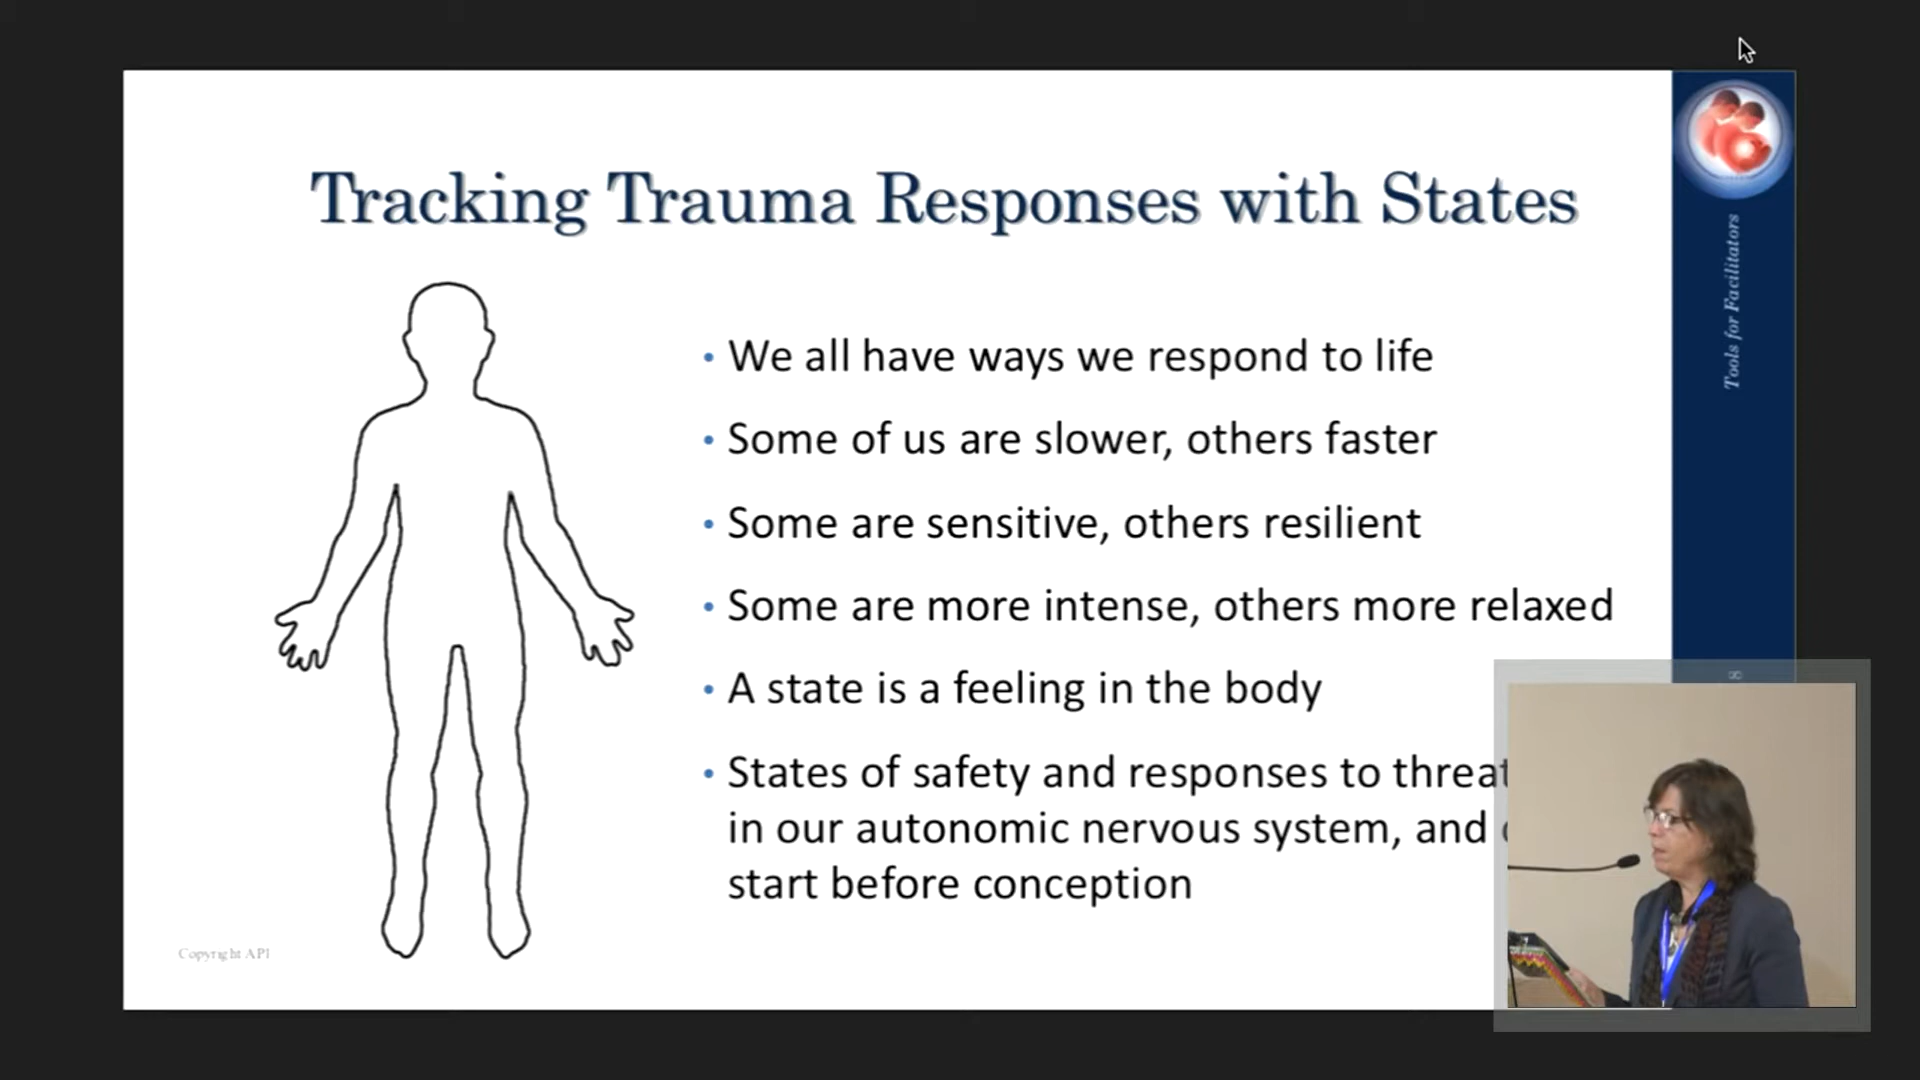 Tracking Trauma Responses with States
Tools for Facilitators
• We all have ways we respond to life
• Some of us are slower, others faster
• Some are sensitive, others resilient
• Some are more intense, others more relaxed
• A state is a feeling in the body
• States of safety and responses to threat
in our autonomic nervous system, and
start before conception
8
Copyright API